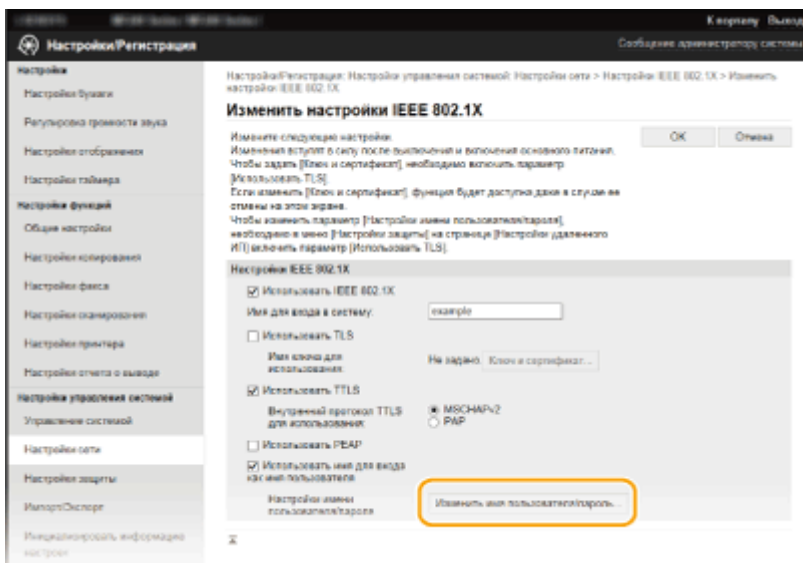 К порталу Выход
Настройки/Регистрация
Сообщение администратору системы
Настройки
Настройки бумаги
Регулировка громкости звука
Настройки отображения
Настройки таймера
Настройки функций
Общие настройки
Настройки копирования
Настройки факса
Настройки сканирования
Настройки принтера
Настройки отчета о выводе
Настройки управления системой
Управление системой
Настройки сети
Настройки защиты
Импорт/Экспорт
Инициализировать информацию
настроек
Настройки/Регистрация: Настройки управления системой: Настройки сети > Настройки IEEE 802.1X > Изменить
настройки IEEE 802.1X
Изменить настройки IEEE 802.1X
OK Отмена
Измените следующие настройки.
Изменения вступят в силу после выключения и включения основного питания.
Чтобы задать [Ключ и сертификат], необходимо включить параметр
[Использовать TLS].
Если изменить [Ключ и сертификат], функция будет доступна даже в случае ее
отмены на этом экране.
Чтобы изменить параметр [Настройки имени пользователя/пароля],
необходимо в меню [Настройки защиты] на странице [Настройки удаленного
ИП] включить параметр [Использовать TLS].
Настройки IEEE 802.1X
Использовать IEEE 802.1X
Имя для входа в систему: example
Использовать TLS
Имя ключа для
использования: Не задано. Ключ и сертификат...
Использовать TTLS
Внутренний протокол TTLS
для использования: MSCHAPv2
PAP
Использовать PEAP
Использовать имя для входа
как имя пользователя
Настройки имени
пользователя/пароля Изменить имя пользователя/пароль...